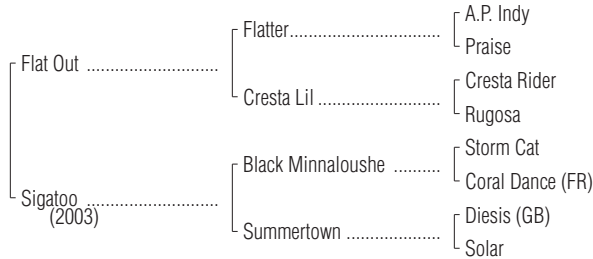 A.P. Indy
Flatter
Praise
Flat Out
Cresta Rider
Cresta Lil
Rugosa
Storm Cat
Black Minnaloushe
Coral Dance (FR)
Sigatoo
(2003)
Diesis (GB)
Summertown
Solar